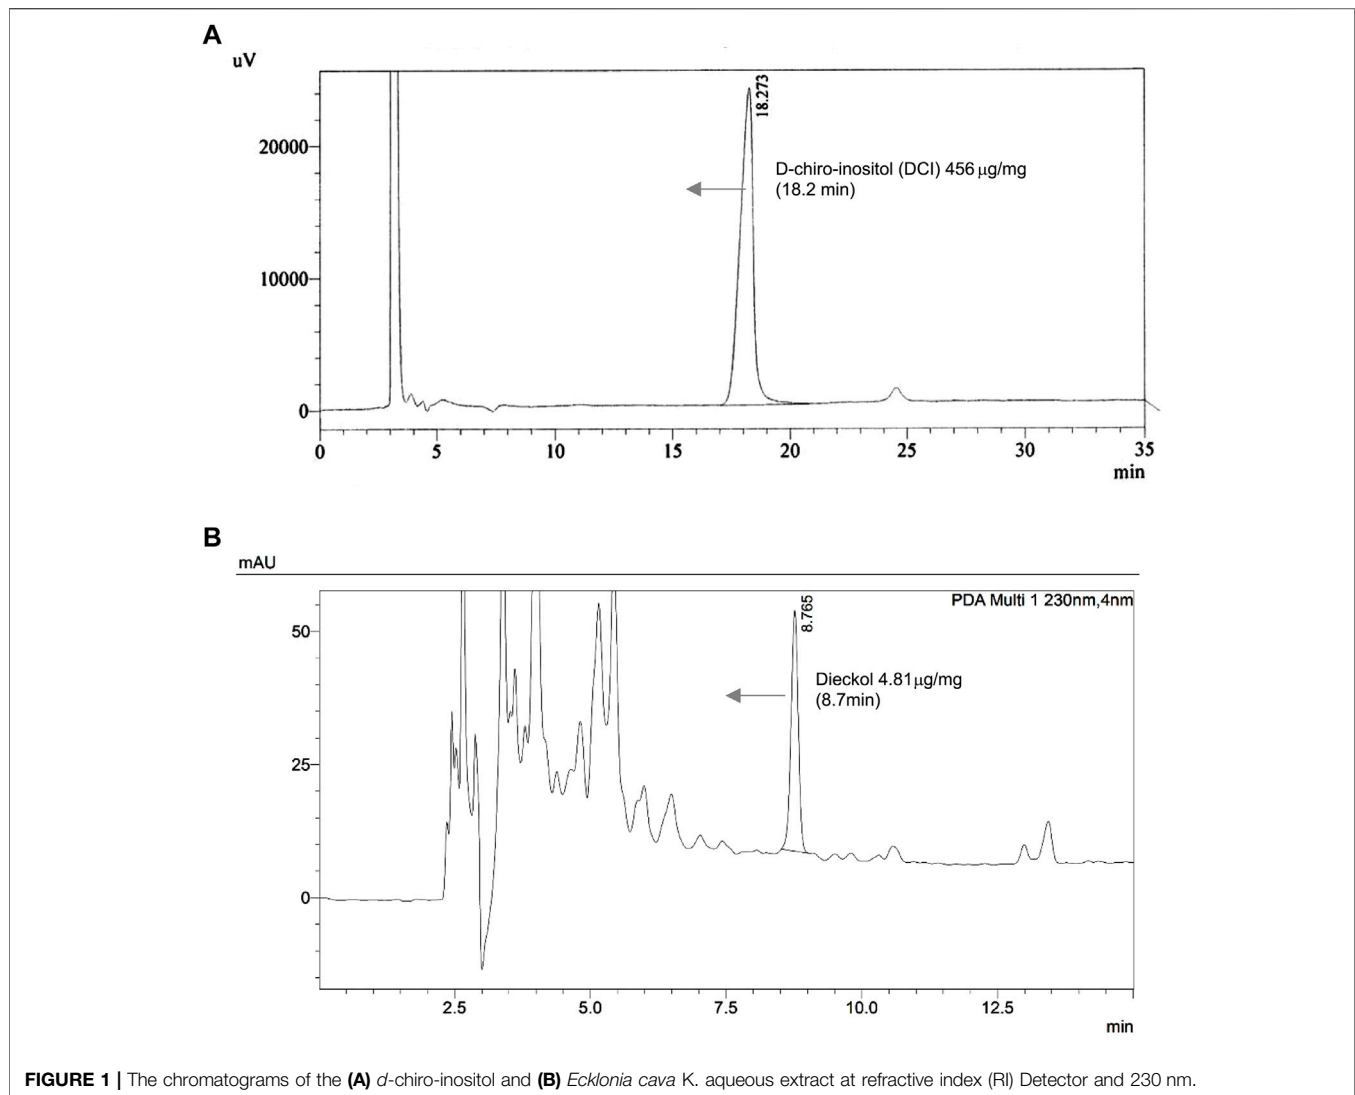 A
uV
18.273
20000
D-chiro-inositol (DCI) 456 µg/mg
(18.2 min)
10000
0
0 5 10 15 20 25 30 35
min
B
mAU
PDA Multi 1 230nm,4nm
8.765
50
Dieckol 4.81µg/mg
(8.7min)
25
0
2.5 5.0 7.5 10.0 12.5
min
FIGURE 1 | The chromatograms of the (A) d-chiro-inositol and (B) Ecklonia cava K. aqueous extract at refractive index (RI) Detector and 230 nm.